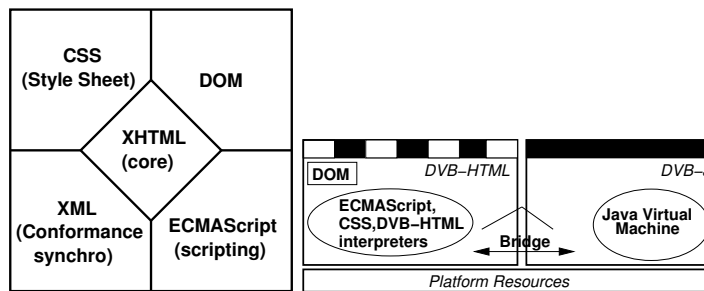 CSS
(Style Sheet)
DOM
XHTML
(core)
XML
(Conformance
synchro)
ECMAScript
(scripting)
DVB–HTML
DOM
ECMAScript,
CSS,DVB–HTML
interpreters
Bridge
Java Virtual
Machine
Platform Resources